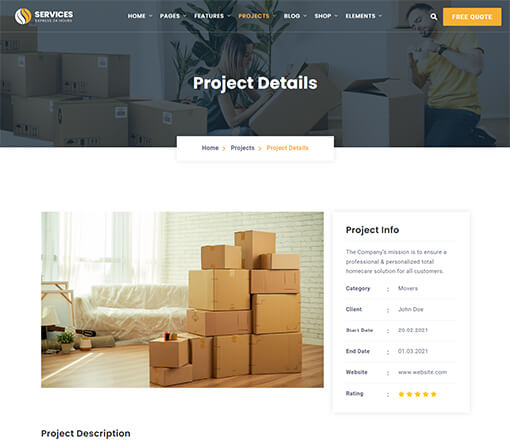 SERVICES
EXPRESS 24 HOURS
HOME PAGES FEATURES PROJECTS BLOG SHOP ELEMENTS
FREE QUOTE
Project Details
Home Projects Project Details
Project Info
The Company's mission is to ensure a
professional & personalized total
homecare solution for all customers.
Category : Movers
Client : John Doe
Start Date : 20.02.2021
End Date : 01.03.2021
Website : www.website.com
Rating :
Project Description